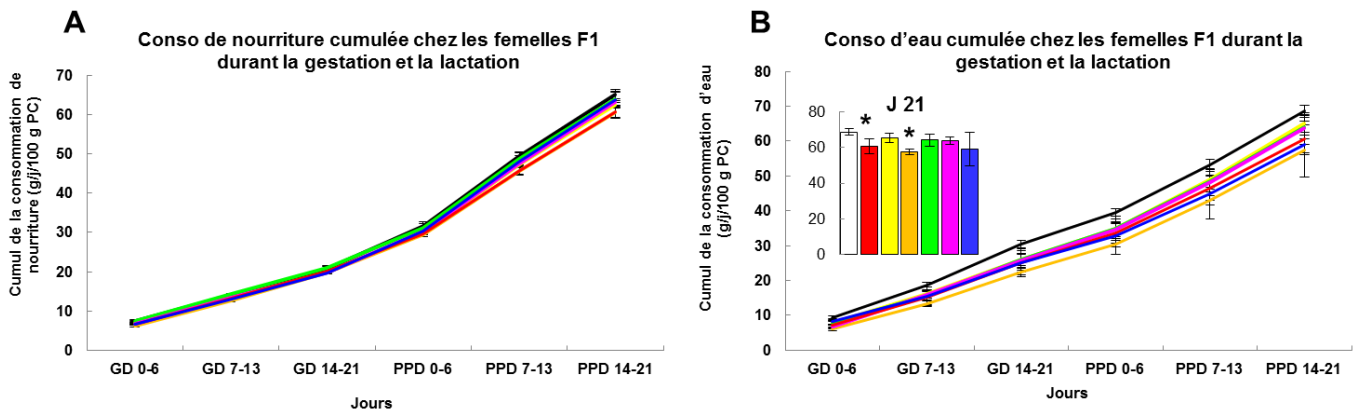 A
Conso de nourriture cumulée chez les femelles F1
durant la gestation et la lactation
Cumul de la consommation de
nourriture (g/j/100 g PC)
70
60
50
40
30
20
10
0
GD 0-6 GD 7-13 GD 14-21 PPD 0-6 PPD 7-13 PPD 14-21
Jours
B
Conso d'eau cumulée chez les femelles F1 durant la
gestation et la lactation
Cumul de la consommation d'eau
(g/j/100 g PC)
80
70
60
50
40
30
20
10
0
J 21
80
60
40
20
0
*
*
GD 0-6 GD 7-13 GD 14-21 PPD 0-6 PPD 7-13 PPD 14-21
Jours